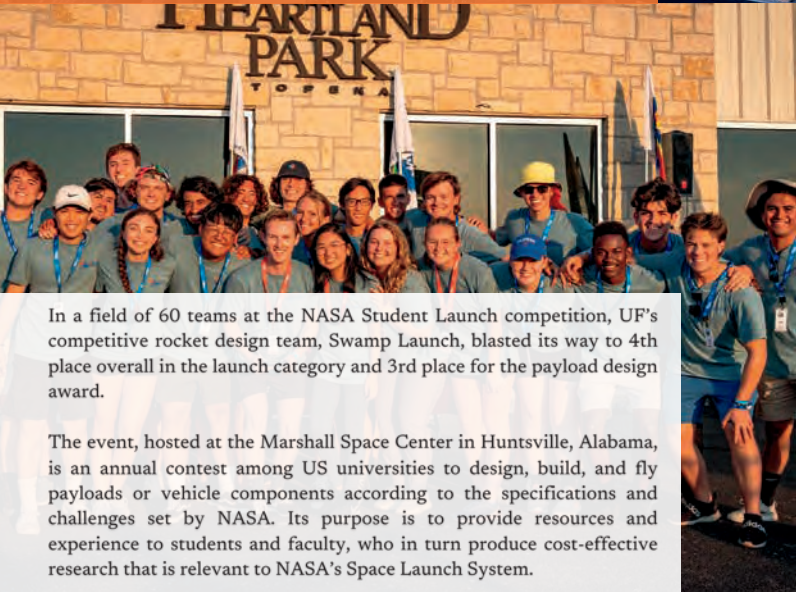 HEARTLAND
PARK
TOPEKA
In a field of 60 teams at the NASA Student Launch competition, UF’s
competitive rocket design team, Swamp Launch, blasted its way to 4th
place overall in the launch category and 3rd place for the payload design
award.
The event, hosted at the Marshall Space Center in Huntsville, Alabama,
is an annual contest among US universities to design, build, and fly
payloads or vehicle components according to the specifications and
challenges set by NASA. Its purpose is to provide resources and
experience to students and faculty, who in turn produce cost-effective
research that is relevant to NASA’s Space Launch System.